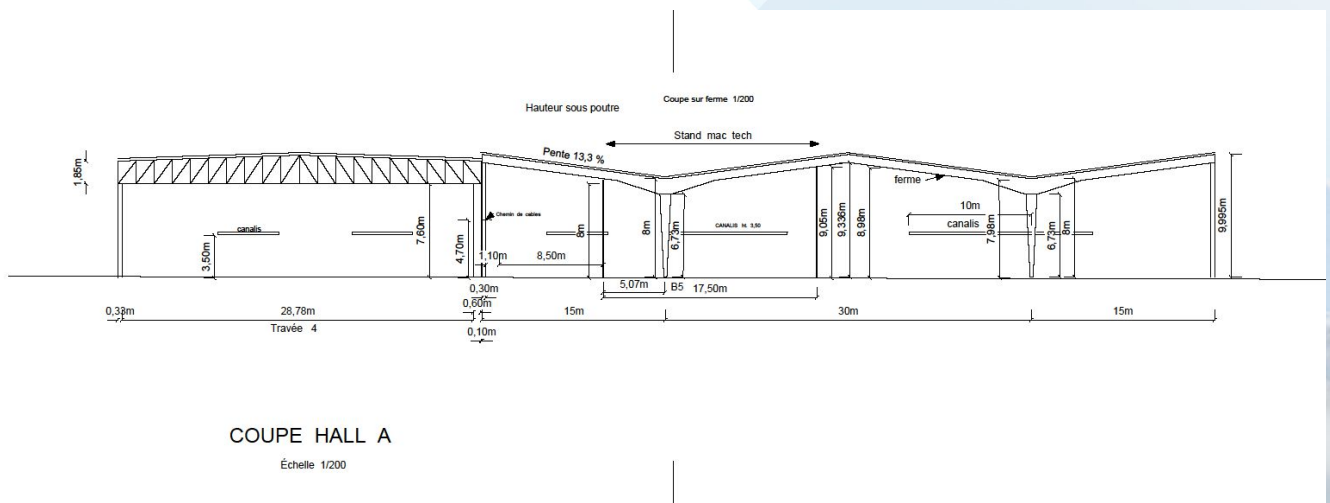 Coupe sur ferme 1/200
Hauteur sous poutre
Stand mac tech
Pente 13,3 %
1,85m
ferme
Chemin de cables
canalis
3,50m
7,60m
4,70m
1,10m
8,50m
8m
8m
6,73m
CANALIS ht. 3,50
9,05m
9,336m
8,98m
10m
canalis
7,98m
6,73m
8m
9,995m
0,30m
5,07m
B5
17,50m
0,33m
28,78m
0,60m
15m
30m
15m
Travée 4
0,10m
COUPE HALL A
Échelle 1/200